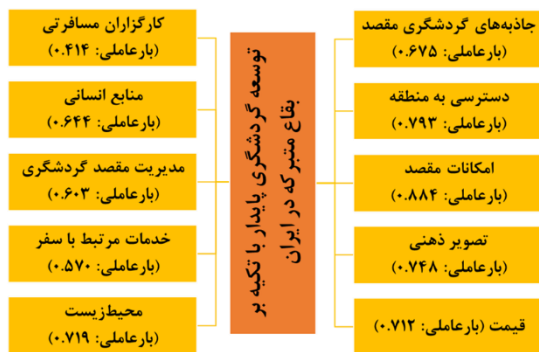 جاذبه‌های گردشگری مقصد
(بارعاملی: ۰.۶۷۵)
دسترسی به منطقه
(بارعاملی: ۰.۷۹۳)
امکانات مقصد
(بارعاملی: ۰.۸۸۴)
تصویر ذهنی
(بارعاملی: ۰.۷۴۸)
قیمت (بارعاملی: ۰.۷۱۲)
توسعه گردشگری پایدار با تکیه بر
بقاع متبرکه در ایران
کارگزاران مسافرتی
(بارعاملی: ۰.۴۱۴)
منابع انسانی
(بارعاملی: ۰.۶۴۴)
مدیریت مقصد گردشگری
(بارعاملی: ۰.۶۰۳)
خدمات مرتبط با سفر
(بارعاملی: ۰.۵۷۰)
محیط‌زیست
(بارعاملی: ۰.۷۱۹)